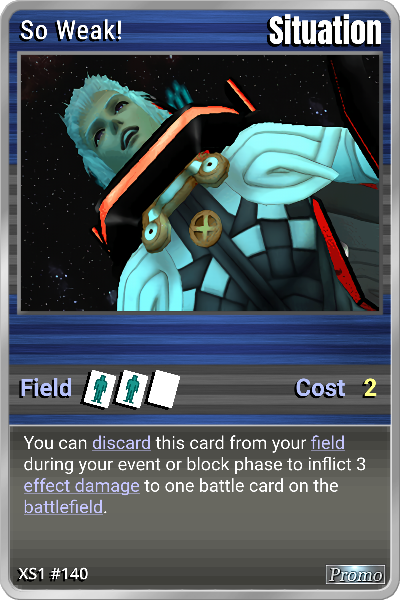 So Weak!
Situation
Field
Cost 2
You can discard this card from your field
during your event or block phase to inflict 3
effect damage to one battle card on the
battlefield.
XS1 #140
Promo